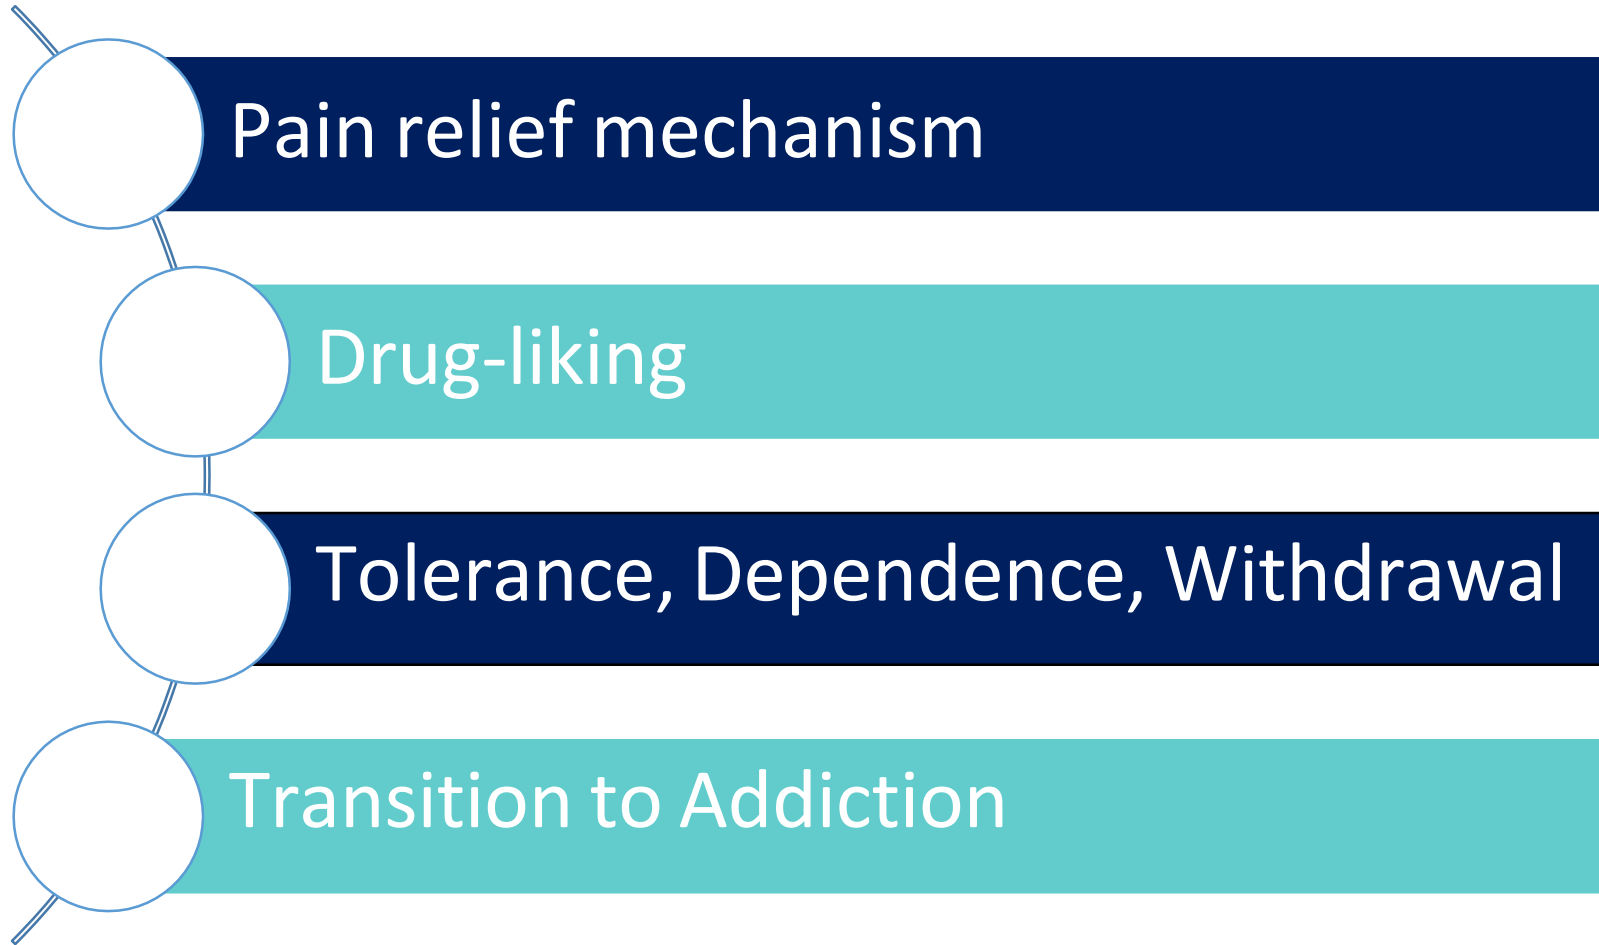 Pain relief mechanism
Drug-liking
Tolerance, Dependence, Withdrawal
Transition to Addiction